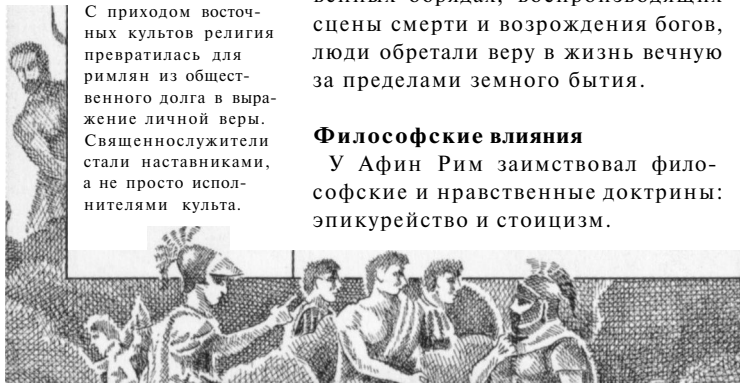 С приходом восточ-
ных культов религия
превратилась для
римлян из общест-
венного долга в выра-
жение личной веры.
Священнослужители
стали наставниками,
а не просто испол-
нителями культа.
сцены смерти и возрождения богов,
люди обретали веру в жизнь вечную
за пределами земного бытия.
Философские влияния
У Афин Рим заимствовал фило-
софские и нравственные доктрины:
эпикурейство и стоицизм.